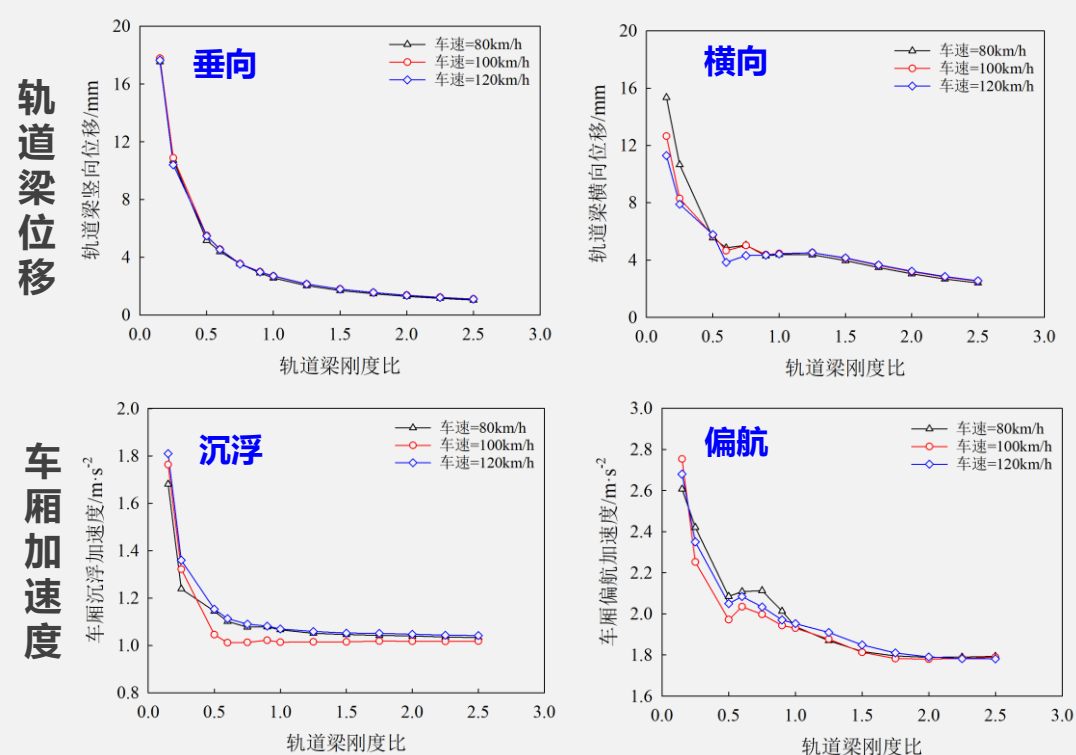 轨道梁位移
垂向
车速=80km/h
车速=100km/h
车速=120km/h
轨道梁竖向位移/mm
20
16
12
8
4
0
0.0 0.5 1.0 1.5 2.0 2.5 3.0
轨道梁刚度比
横向
车速=80km/h
车速=100km/h
车速=120km/h
轨道梁横向位移/mm
20
16
12
8
4
0
0.0 0.5 1.0 1.5 2.0 2.5 3.0
轨道梁刚度比
车厢加速度
沉浮
车速=80km/h
车速=100km/h
车速=120km/h
车厢沉浮加速度/m·s⁻²
2.0
1.8
1.6
1.4
1.2
1.0
0.8
0.0 0.5 1.0 1.5 2.0 2.5 3.0
轨道梁刚度比
偏航
车速=80km/h
车速=100km/h
车速=120km/h
车厢偏航加速度/m·s⁻²
3.0
2.8
2.6
2.4
2.2
2.0
1.8
1.6
0.0 0.5 1.0 1.5 2.0 2.5 3.0
轨道梁刚度比